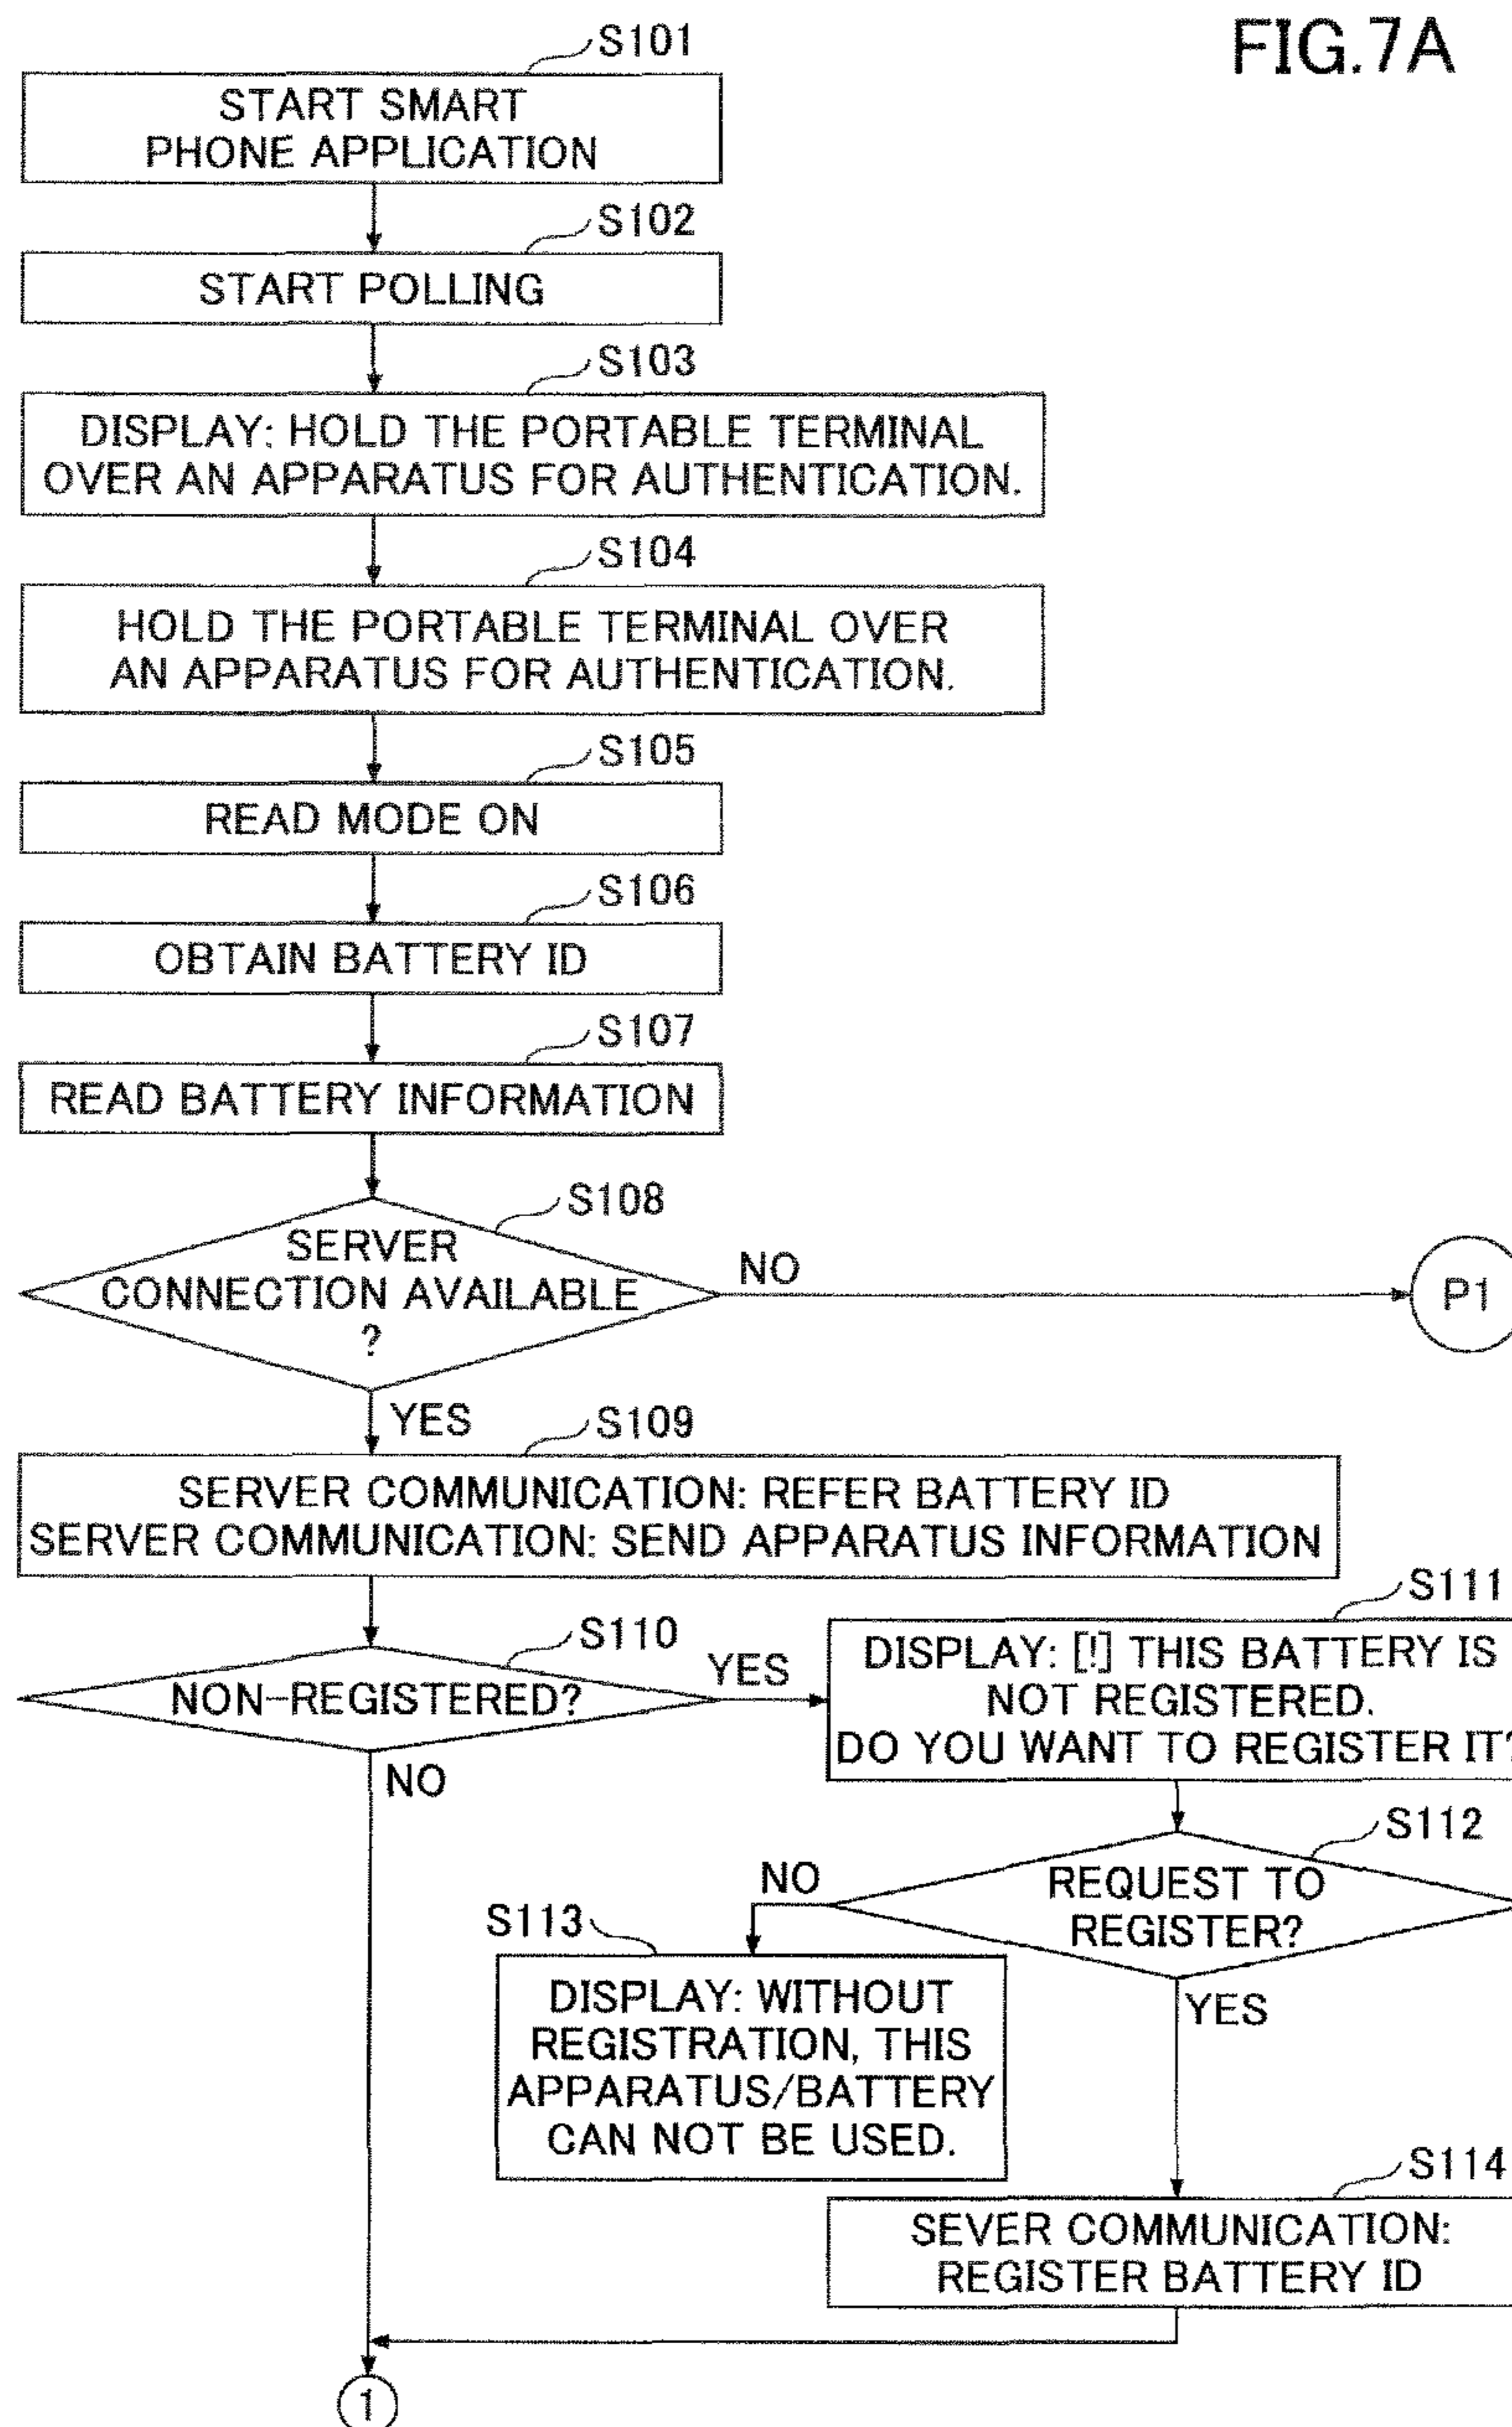 FIG.7A
S101
START SMART
PHONE APPLICATION
S102
START POLLING
S103
DISPLAY: HOLD THE PORTABLE TERMINAL
OVER AN APPARATUS FOR AUTHENTICATION.
S104
HOLD THE PORTABLE TERMINAL OVER
AN APPARATUS FOR AUTHENTICATION.
S105
READ MODE ON
S106
OBTAIN BATTERY ID
S107
READ BATTERY INFORMATION
S108
SERVER
CONNECTION AVAILABLE
?
NO
P1
YES
S109
SERVER COMMUNICATION: REFER BATTERY ID
SERVER COMMUNICATION: SEND APPARATUS INFORMATION
S110
NON-REGISTERED?
YES
NO
S111
DISPLAY: [!] THIS BATTERY IS
NOT REGISTERED.
DO YOU WANT TO REGISTER IT?
S112
REQUEST TO
REGISTER?
NO
YES
S113
DISPLAY: WITHOUT
REGISTRATION, THIS
APPARATUS/BATTERY
CAN NOT BE USED.
S114
SEVER COMMUNICATION:
REGISTER BATTERY ID
1